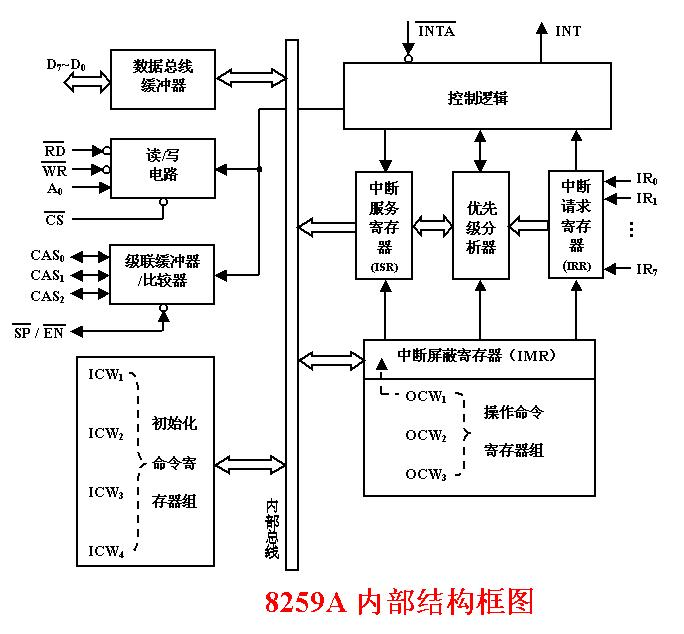 D₇~D₀
数据总线
缓冲器
INTA
INT
控制逻辑
RD
WR
A₀
CS
读/写
电路
中断
服务
寄存
器
(ISR)
优先
级分
析器
中断
请求
寄存
器
(IRR)
IR₀
IR₁
⋮
IR₇
CAS₀
CAS₁
CAS₂
级联缓冲器
/比较器
SP / EN
中断屏蔽寄存器（IMR）
ICW₁
ICW₂
ICW₃
ICW₄
初始化
命令寄
存器组
OCW₁
OCW₂
OCW₃
操作命令
寄存器组
内部总线
8259A 内部结构框图